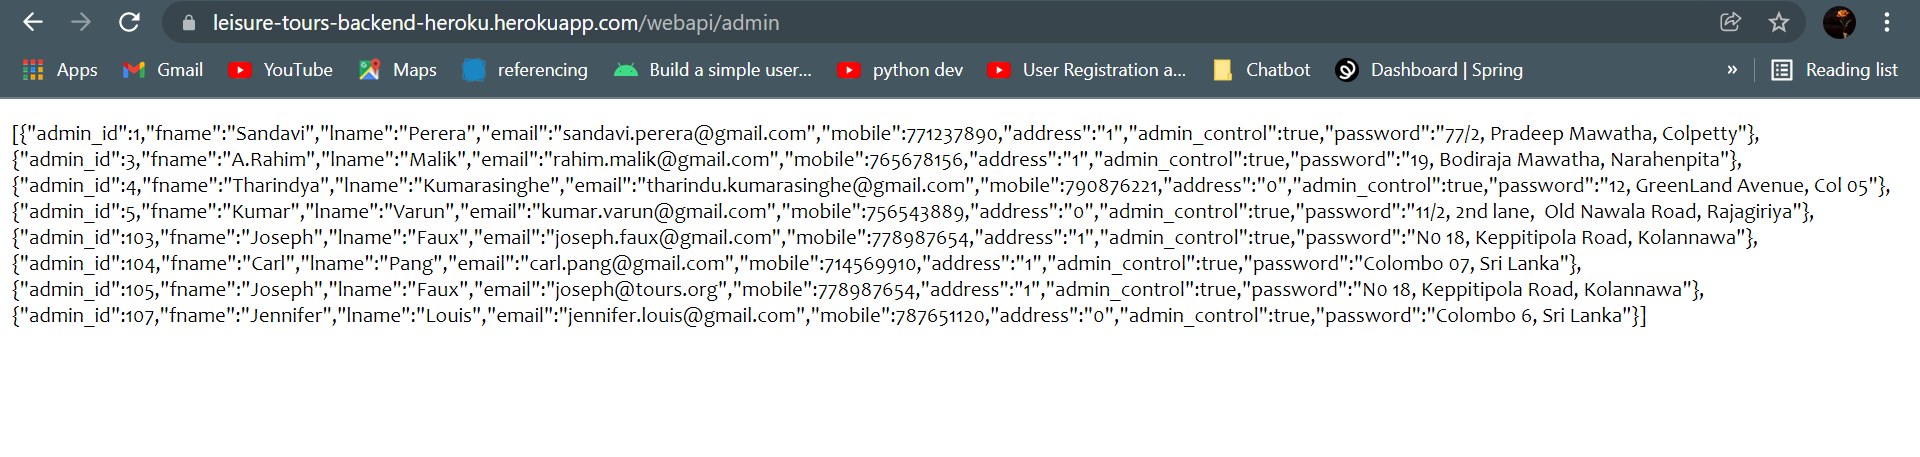 leisure-tours-backend-heroku.herokuapp.com/webapi/admin
Apps Gmail YouTube Maps referencing Build a simple user... python dev User Registration a... Chatbot Dashboard | Spring » Reading list
[{"admin_id":1,"fname":"Sandavi","lname":"Perera","email":"sandavi.perera@gmail.com","mobile":771237890,"address":"1","admin_control":true,"password":"77/2, Pradeep Mawatha, Colpetty"},
{"admin_id":3,"fname":"A.Rahim","lname":"Malik","email":"rahim.malik@gmail.com","mobile":765678156,"address":"1","admin_control":true,"password":"19, Bodiraja Mawatha, Narahenpita"},
{"admin_id":4,"fname":"Tharindya","lname":"Kumarasinghe","email":"tharindu.kumarasinghe@gmail.com","mobile":790876221,"address":"0","admin_control":true,"password":"12, GreenLand Avenue, Col 05"},
{"admin_id":5,"fname":"Kumar","lname":"Varun","email":"kumar.varun@gmail.com","mobile":756543889,"address":"0","admin_control":true,"password":"11/2, 2nd lane,  Old Nawala Road, Rajagiriya"},
{"admin_id":103,"fname":"Joseph","lname":"Faux","email":"joseph.faux@gmail.com","mobile":778987654,"address":"1","admin_control":true,"password":"N0 18, Keppitipola Road, Kolannawa"},
{"admin_id":104,"fname":"Carl","lname":"Pang","email":"carl.pang@gmail.com","mobile":714569910,"address":"1","admin_control":true,"password":"Colombo 07, Sri Lanka"},
{"admin_id":105,"fname":"Joseph","lname":"Faux","email":"joseph@tours.org","mobile":778987654,"address":"1","admin_control":true,"password":"N0 18, Keppitipola Road, Kolannawa"},
{"admin_id":107,"fname":"Jennifer","lname":"Louis","email":"jennifer.louis@gmail.com","mobile":787651120,"address":"0","admin_control":true,"password":"Colombo 6, Sri Lanka"}]